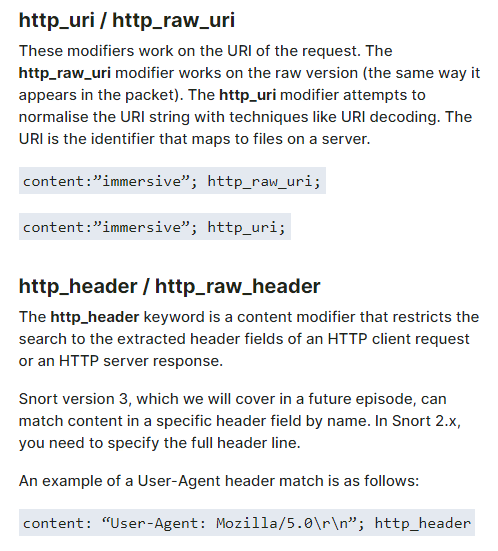 http_uri / http_raw_uri
These modifiers work on the URI of the request. The
http_raw_uri modifier works on the raw version (the same way it
appears in the packet). The http_uri modifier attempts to
normalise the URI string with techniques like URI decoding. The
URI is the identifier that maps to files on a server.
content:”immersive”; http_raw_uri;
content:”immersive”; http_uri;
http_header / http_raw_header
The http_header keyword is a content modifier that restricts the
search to the extracted header fields of an HTTP client request
or an HTTP server response.
Snort version 3, which we will cover in a future episode, can
match content in a specific header field by name. In Snort 2.x,
you need to specify the full header line.
An example of a User-Agent header match is as follows:
content: “User-Agent: Mozilla/5.0\r\n”; http_header